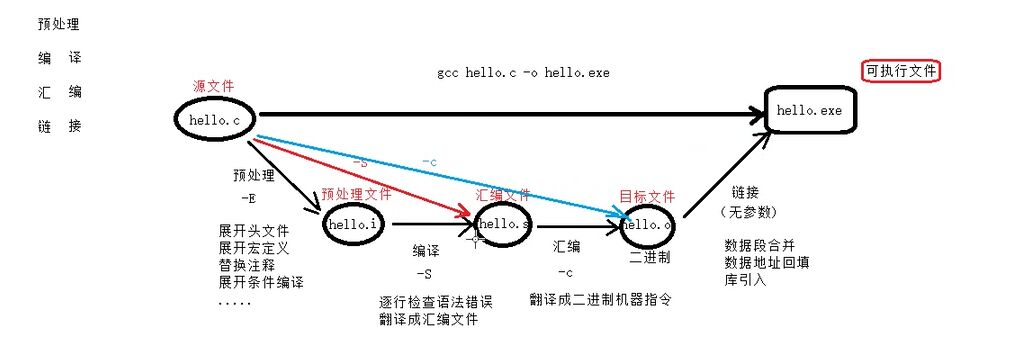 预处理
编 译
汇 编
链 接
gcc hello.c -o hello.exe
可执行文件
源文件
hello.c
hello.exe
-S
-c
预处理
-E
预处理文件
hello.i
汇编文件
hello.s
目标文件
hello.o
二进制
链接
（无参数）
展开头文件
展开宏定义
替换注释
展开条件编译
.....
编译
-S
逐行检查语法错误
翻译成汇编文件
汇编
-c
翻译成二进制机器指令
数据段合并
数据地址回填
库引入